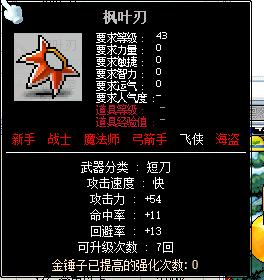 枫叶刃
要求等级: 43
要求力量: 0
要求敏捷: 0
要求智力: 0
要求运气: 0
要求人气度: -
道具等级: -
道具经验值: -
新手 战士 魔法师 弓箭手 飞侠 海盗
武器分类 : 短刀
攻击速度 : 快
攻击力 : +54
命中率 : +11
回避率 : +13
可升级次数 : 7回
金锤子已提高的强化次数: 0